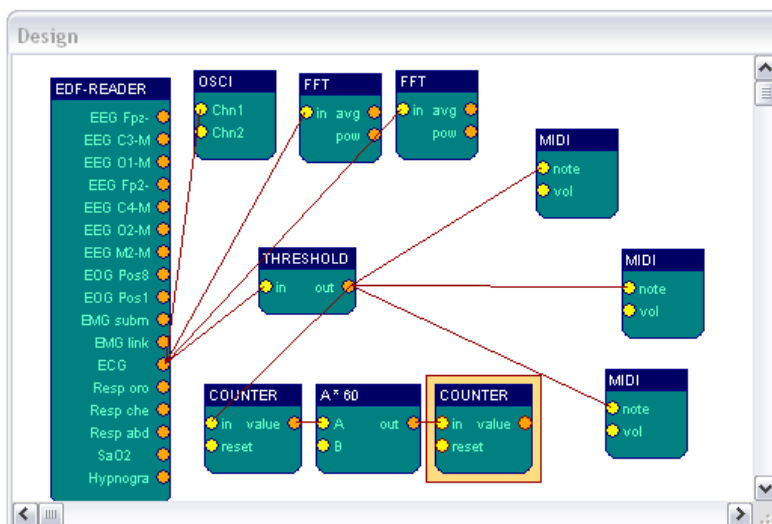 Design
EDF-READER
EEG Fpz-
EEG C3-M
EEG O1-M
EEG Fp2-
EEG C4-M
EEG O2-M
EEG M2-M
EOG Pos8
EOG Pos1
EMG subm
EMG link
ECG
Resp oro
Resp che
Resp abd
SaO2
Hypnogra
OSCI
Chn1
Chn2
FFT
in avg
pow
FFT
in avg
pow
MIDI
note
vol
THRESHOLD
in out
MIDI
note
vol
MIDI
note
vol
COUNTER
in value
reset
A* 60
A out
B
COUNTER
in value
reset